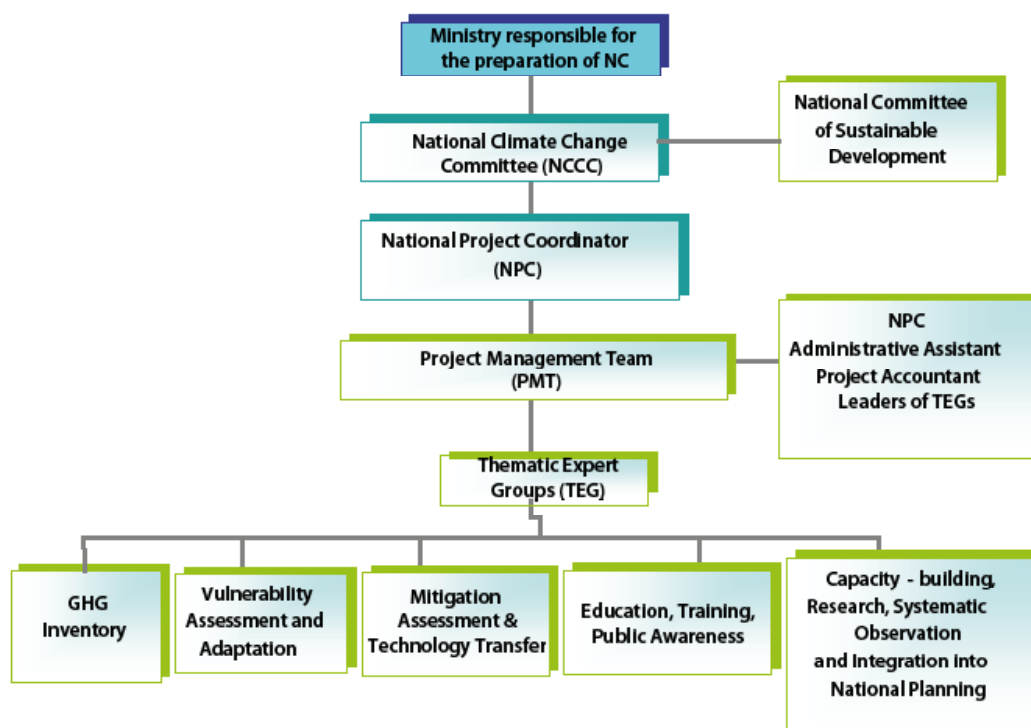 Ministry responsible for
the preparation of NC
National Committee
of Sustainable
Development
National Climate Change
Committee (NCCC)
National Project Coordinator
(NPC)
NPC
Administrative Assistant
Project Accountant
Leaders of TEGs
Project Management Team
(PMT)
Thematic Expert
Groups (TEG)
GHG
Inventory
Vulnerability
Assessment and
Adaptation
Mitigation
Assessment &
Technology Transfer
Education, Training,
Public Awareness
Capacity - building,
Research, Systematic
Observation
and Integration into
National Planning